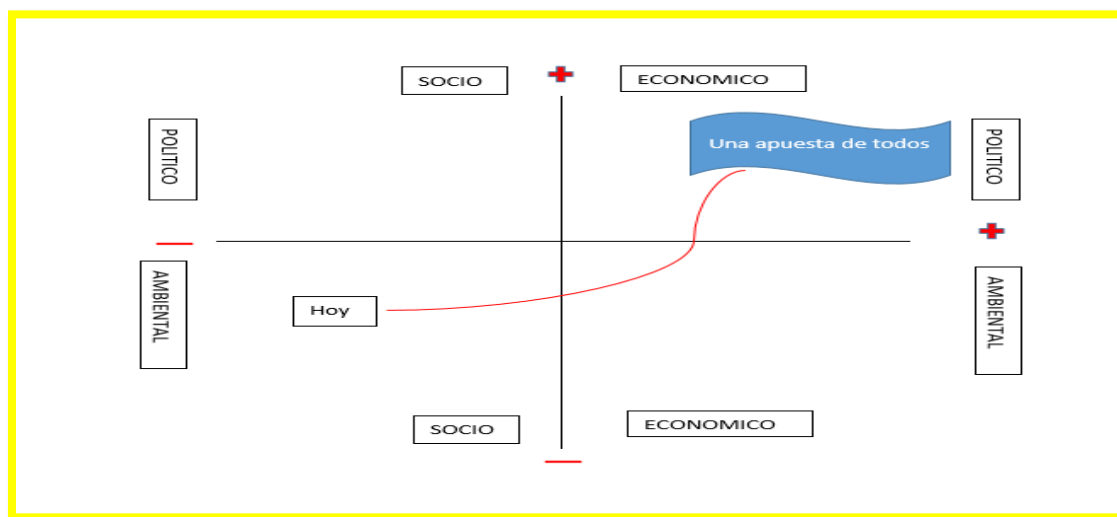 SOCIO
ECONOMICO
POLITICO
Una apuesta de todos
POLITICO
AMBIENTAL
Hoy
AMBIENTAL
SOCIO
ECONOMICO